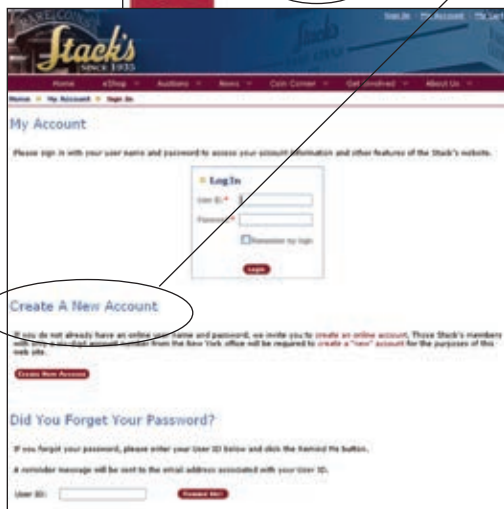 RARE COINS
Stack's
SINCE 1935
Sign In My Account My Cart
Home eShop Auctions News Coin Corner Get Involved About Us
Home My Account Sign In
My Account
Please sign in with your user name and password to access your account information and other features of the Stack's website.
Log In
User ID:*
Password:*
Remember my login
Login
Create A New Account
If you do not already have an online user name and password, we invite you to create an online account. Those Stack's members
with only a account number from the New York office will be required to create a "new" account for the purposes of this
web site.
Create New Account
Did You Forget Your Password?
If you forgot your password, please enter your User ID below and click the Remind Me button.
A reminder message will be sent to the email address associated with your User ID.
User ID:
Remind Me!